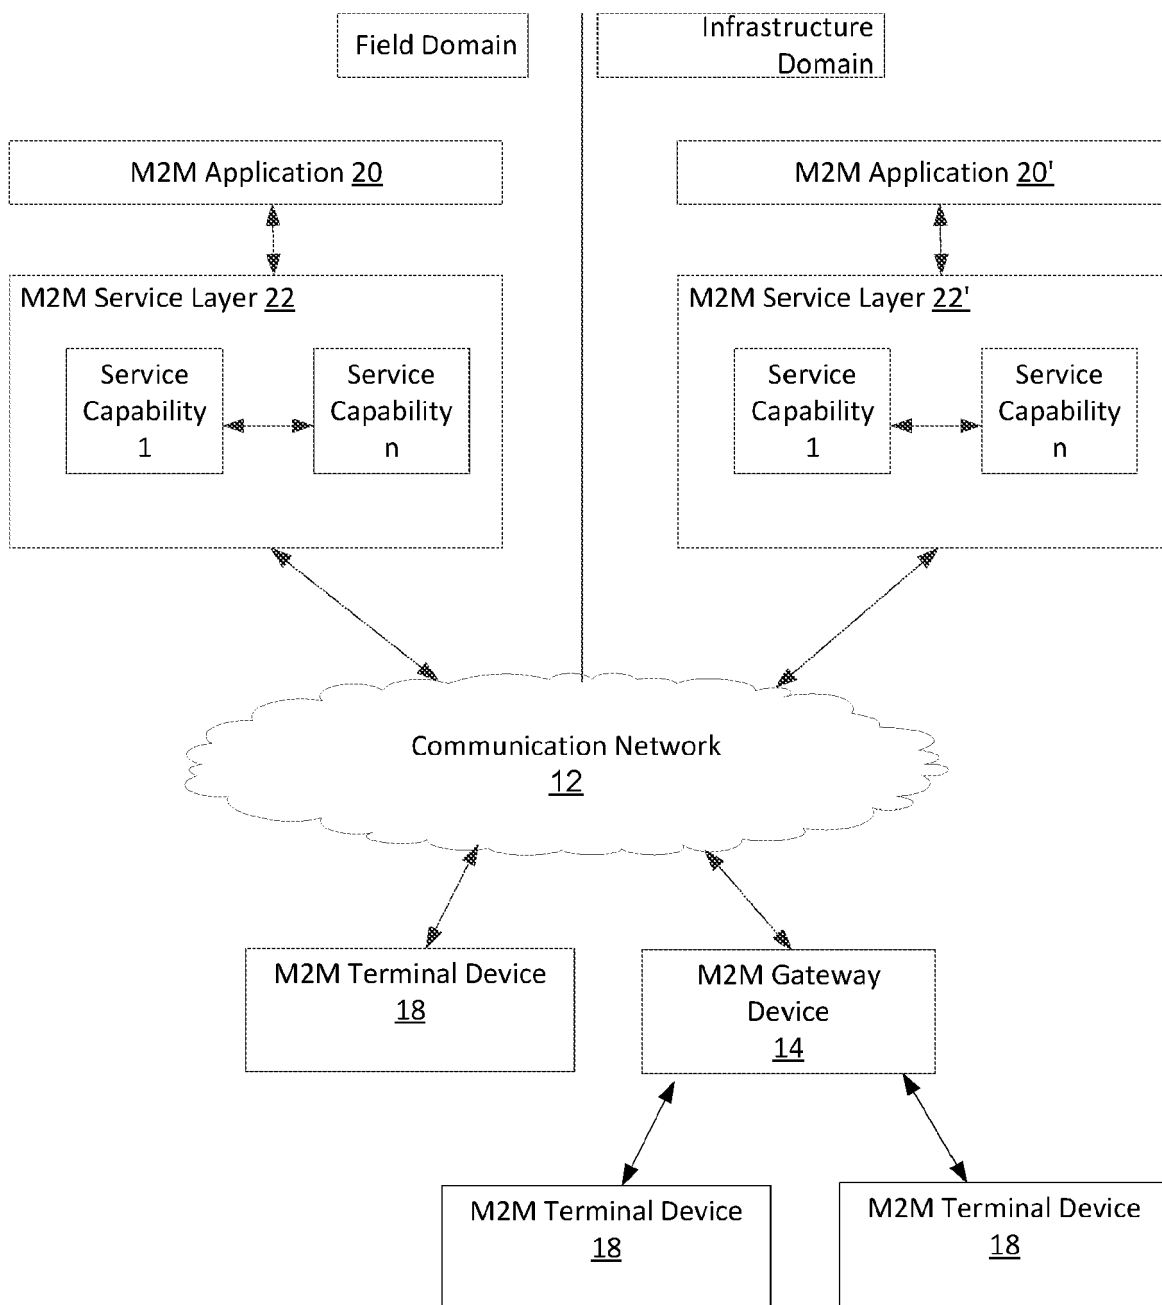 Field Domain
Infrastructure
Domain
M2M Application 20
M2M Application 20'
M2M Service Layer 22
Service
Capability
1
Service
Capability
n
M2M Service Layer 22'
Service
Capability
1
Service
Capability
n
Communication Network
12
M2M Terminal Device
18
M2M Gateway
Device
14
M2M Terminal Device
18
M2M Terminal Device
18